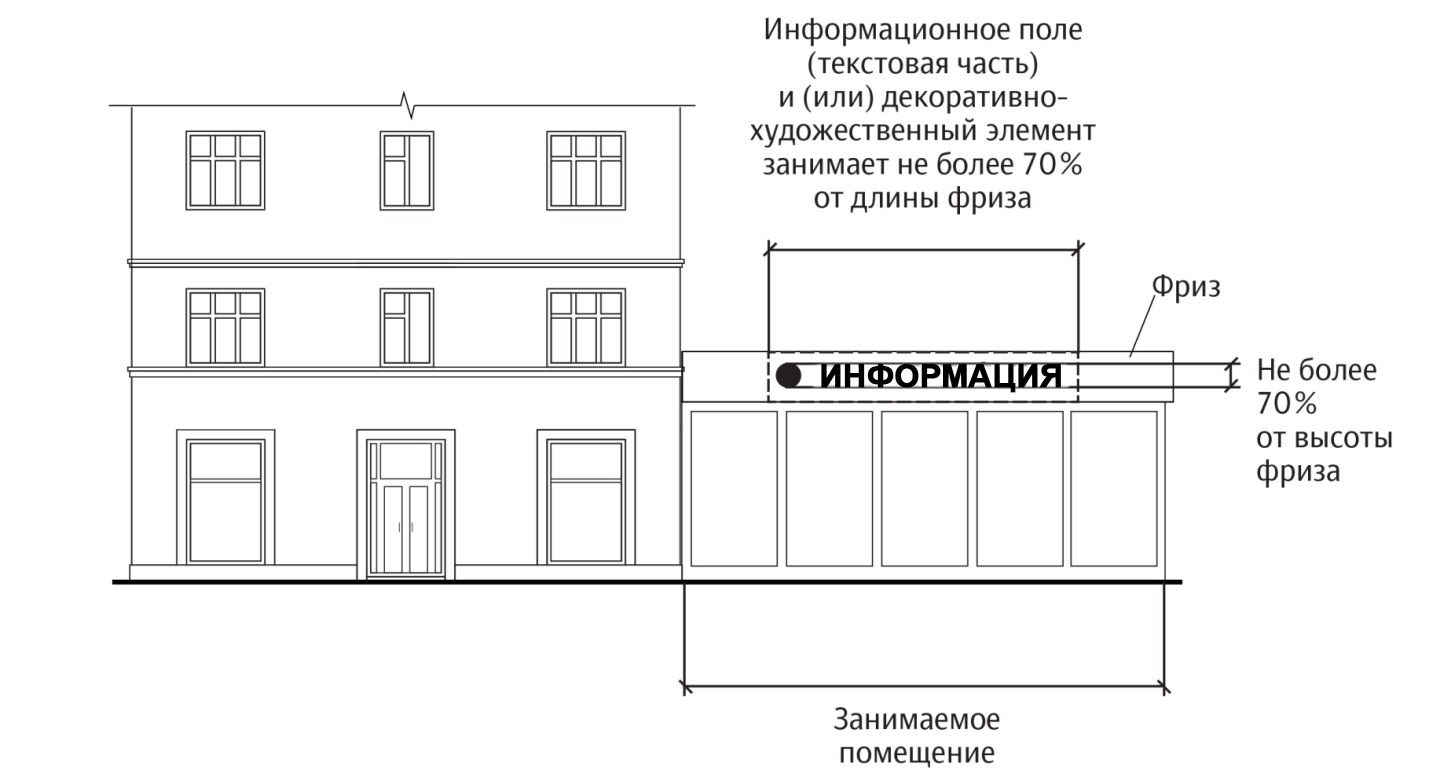 Информационное поле
(текстовая часть)
и (или) декоративно-
художественный элемент
занимает не более 70%
от длины фриза
Фриз
ИНФОРМАЦИЯ
Не более
70%
от высоты
фриза
Занимаемое
помещение